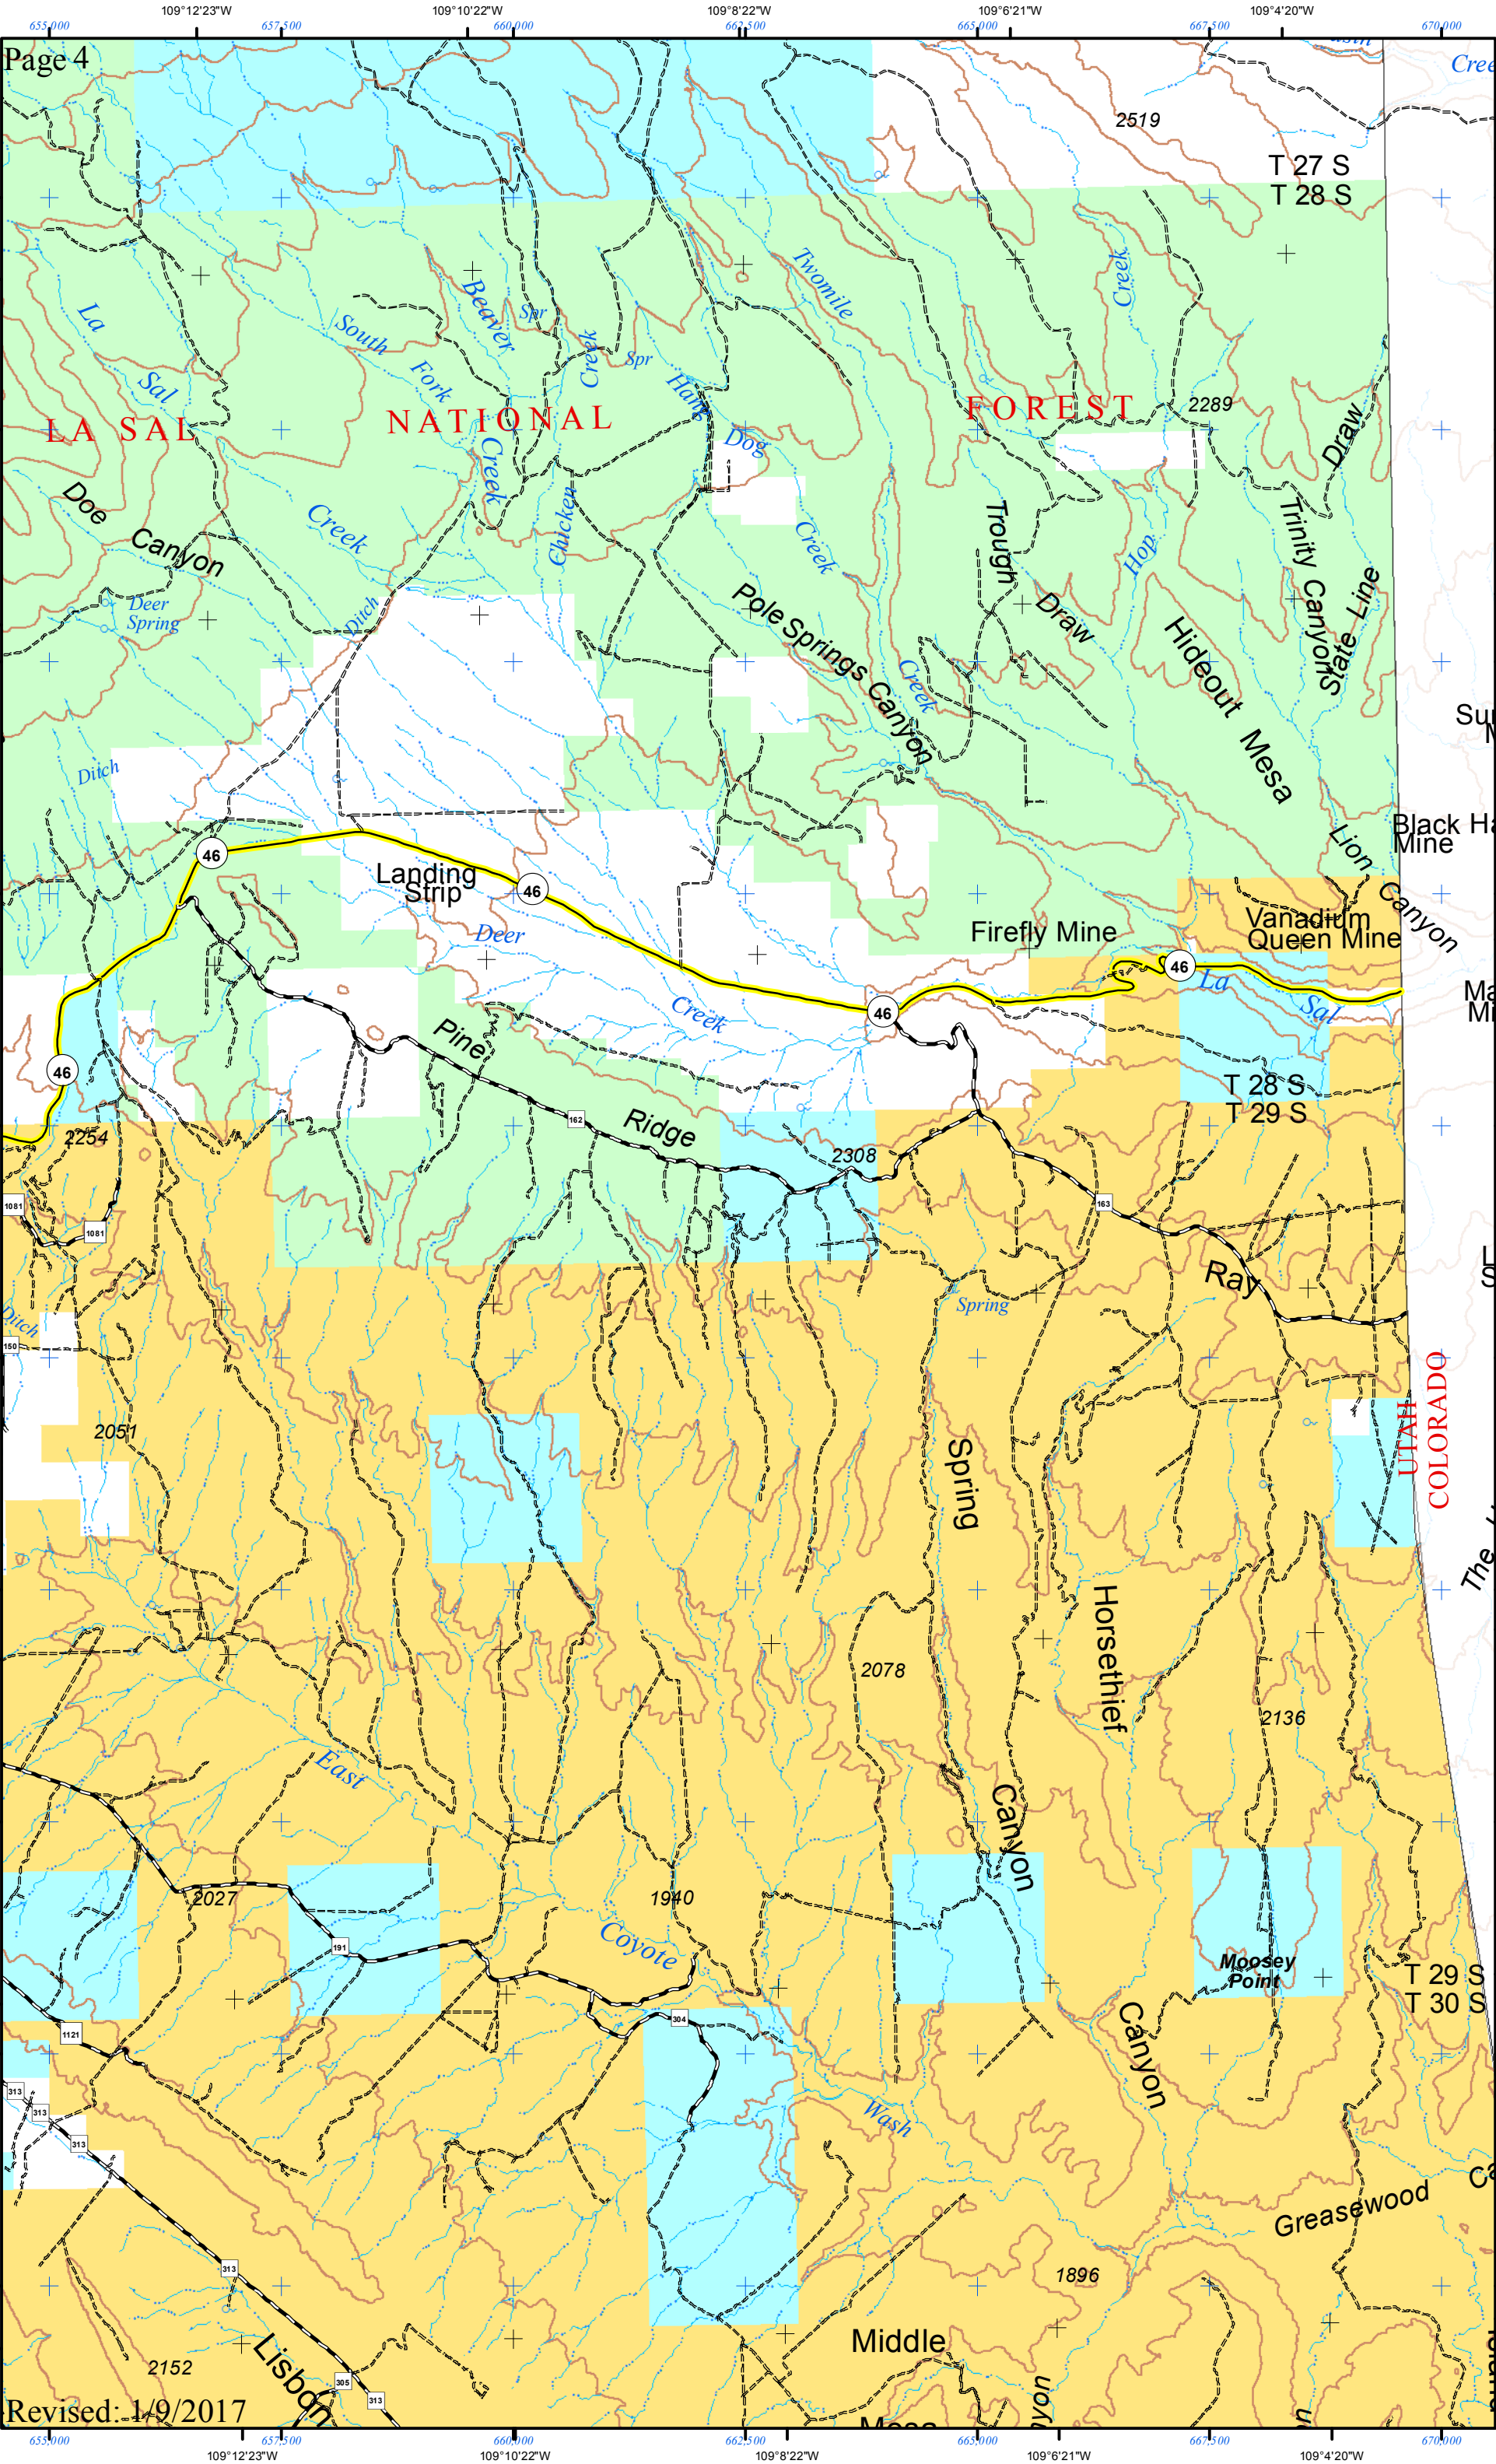 109°12'23"W 109°10'22"W 109°8'22"W 109°6'21"W 109°4'20"W
655,000 657,500 660,000 662,500 665,000 667,500 670,000
Page 4
2519
T 27 S
T 28 S
Twomile
Creek
La
Sal
Creek
South
Fork
Beaver
Creek
Spr
Creek
Spr
Hang
Dog
Creek
LA SAL NATIONAL FOREST
2289
Draw
Doe
Canyon
Chicken
Trough
Draw
Hop
Trinity Canyon
State Line
Deer
Spring
Ditch
Pole Springs Canyon
Creek
Hideout
Mesa
Ditch
Black
Mine
Lion
Canyon
46
46
Landing
Strip
Deer
Creek
Firefly Mine
Vanadium
Queen Mine
46
La
Sal
46
46
Pine
Ridge
162
T 28 S
T 29 S
2254
2308
1081
1081
163
Ray
Spring
Ditch
150
UTAH
COLORADO
2051
Spring
Canyon
The
Horsethief
Canyon
2078
2136
East
2027
1940
Coyote
191
Moosey
Point
T 29 S
T 30 S
304
1121
313
313
313
Wash
Greasewood
313
1896
Middle
2152
Lisbon
305
313
Revised: 1/9/2017
655,000 657,500 660,000 662,500 665,000 667,500 670,000
109°12'23"W 109°10'22"W 109°8'22"W 109°6'21"W 109°4'20"W